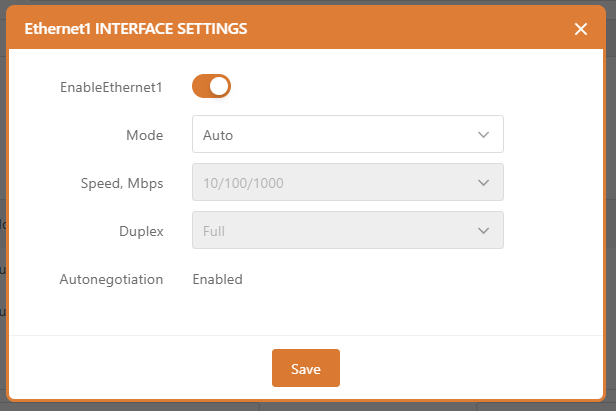 Ethernet1 INTERFACE SETTINGS
EnableEthernet1
Mode Auto
Speed, Mbps 10/100/1000
Duplex Full
Autonegotiation Enabled
Save